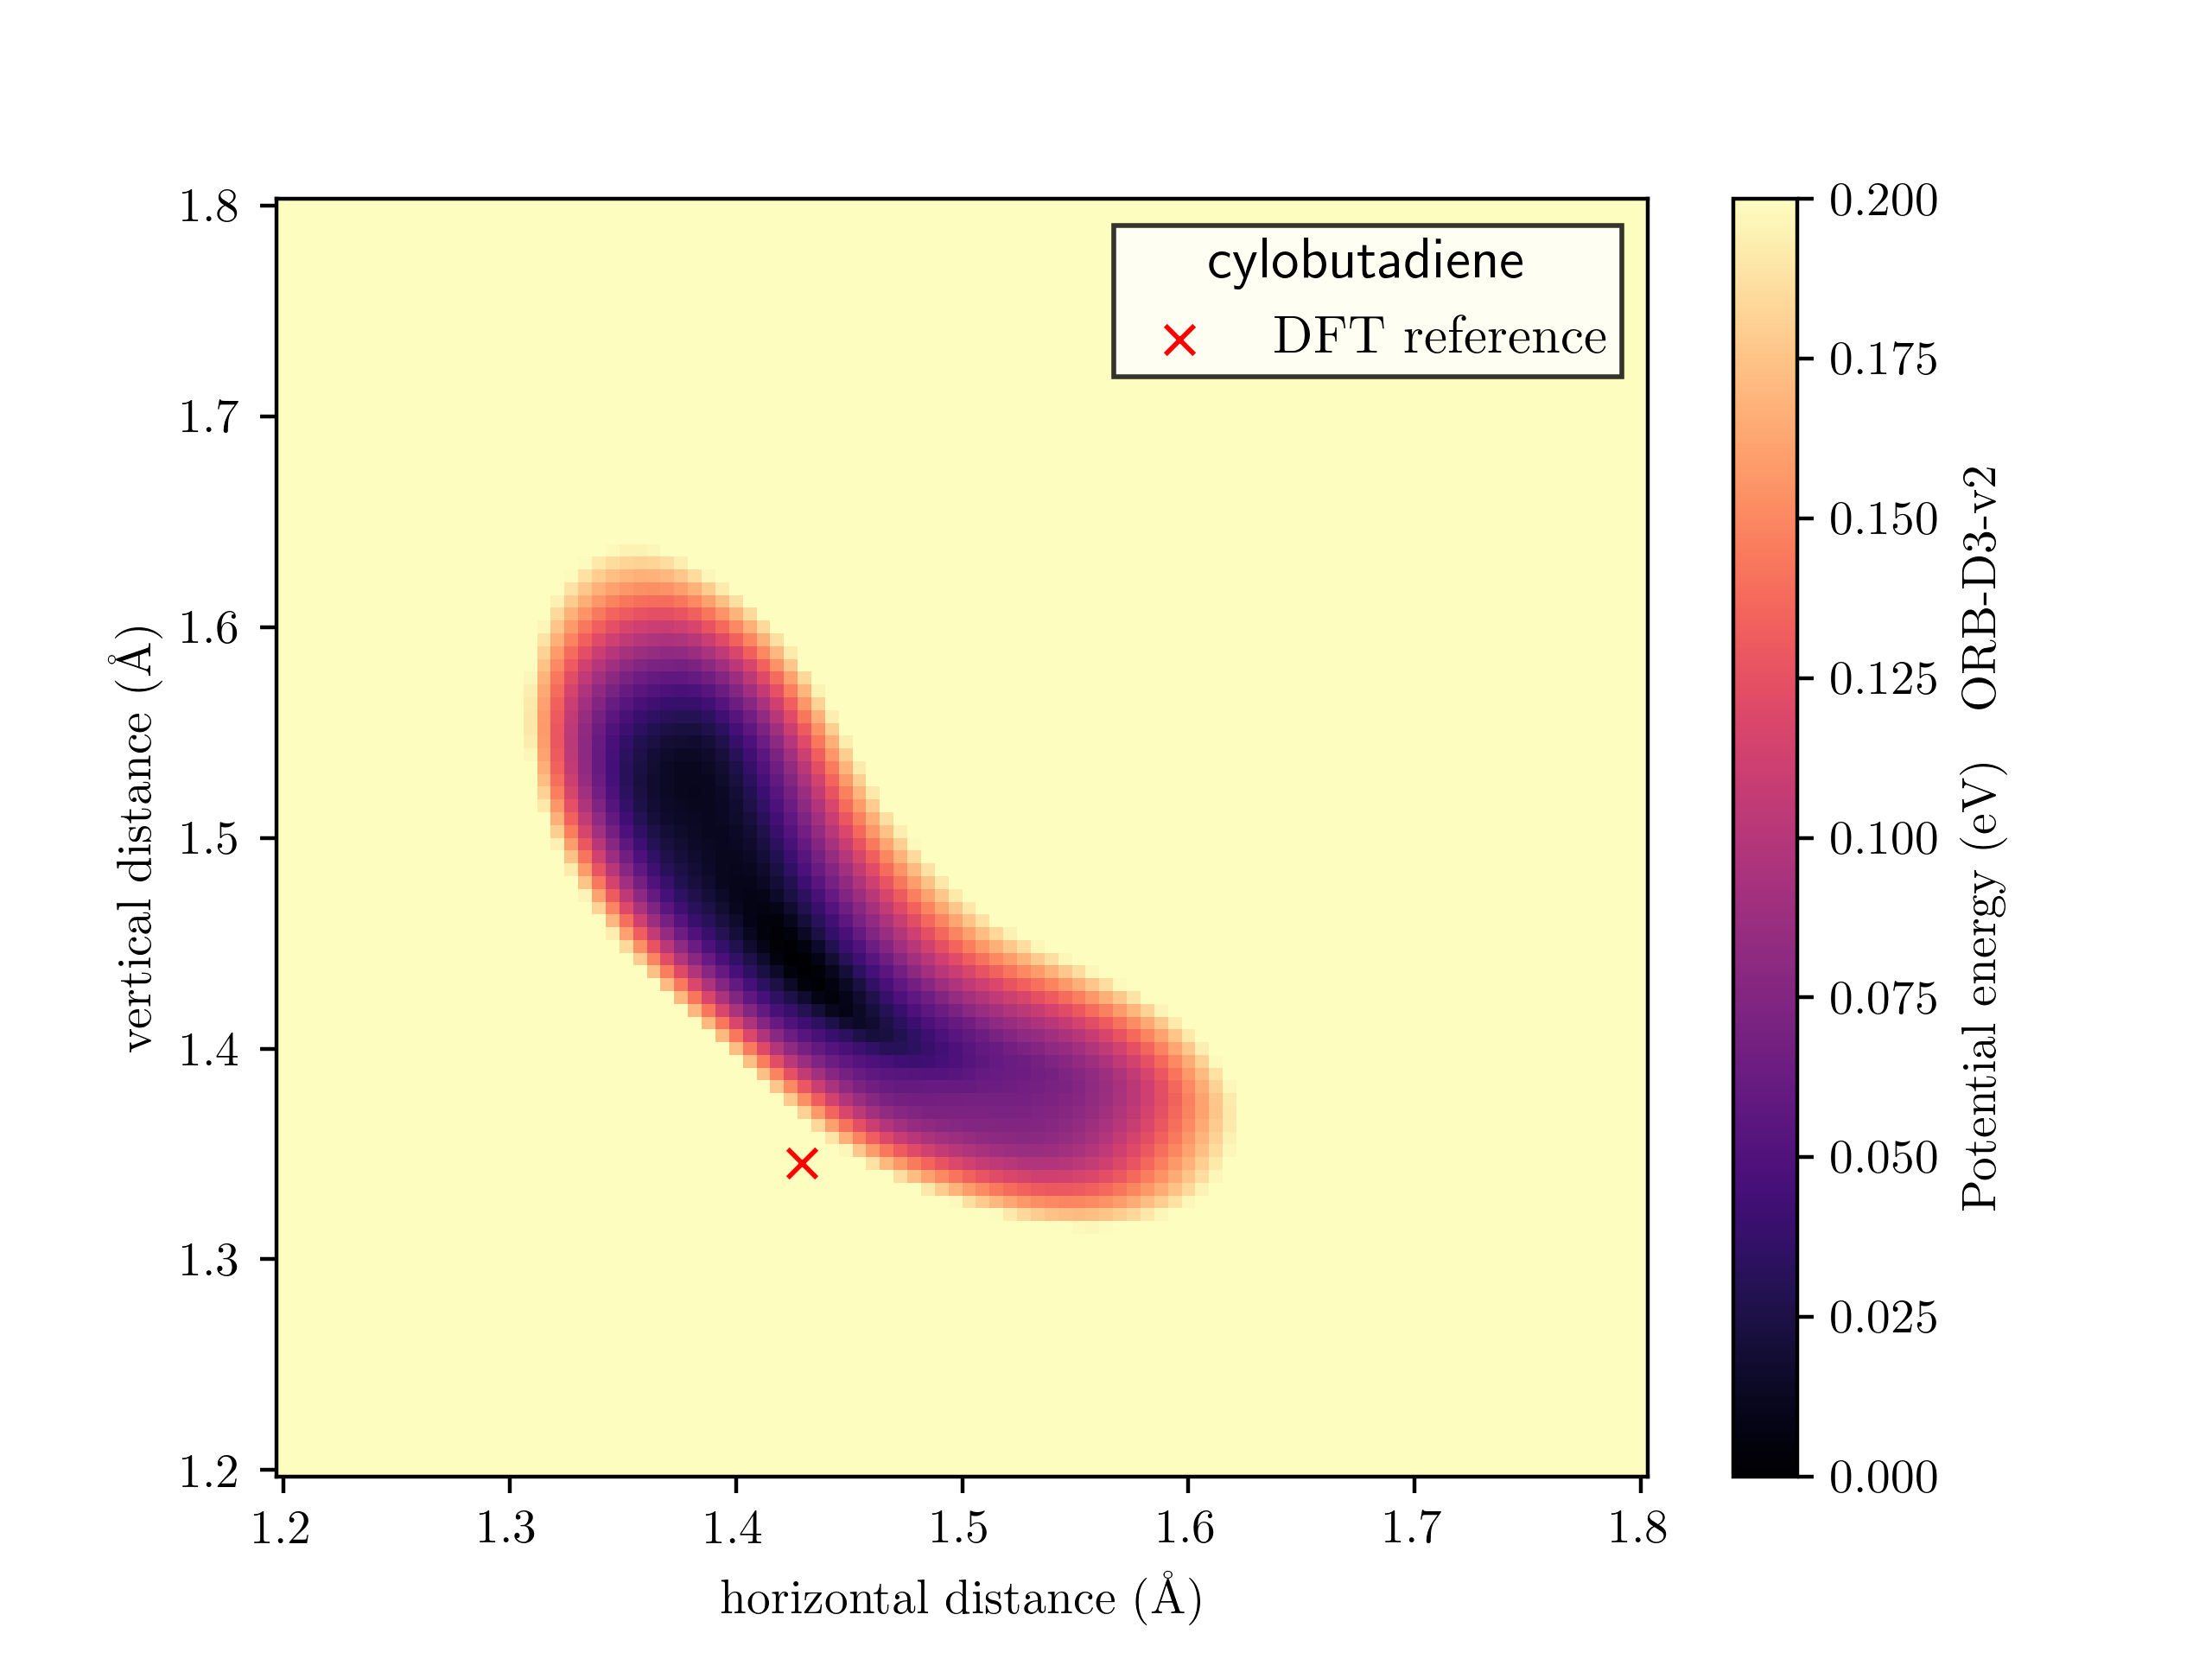 cylobutadiene
DFT reference
1.8
1.7
1.6
1.5
1.4
1.3
1.2
vertical distance (Å)
1.2 1.3 1.4 1.5 1.6 1.7 1.8
horizontal distance (Å)
0.200
0.175
0.150
0.125
0.100
0.075
0.050
0.025
0.000
Potential energy (eV) ORB-D3-v2